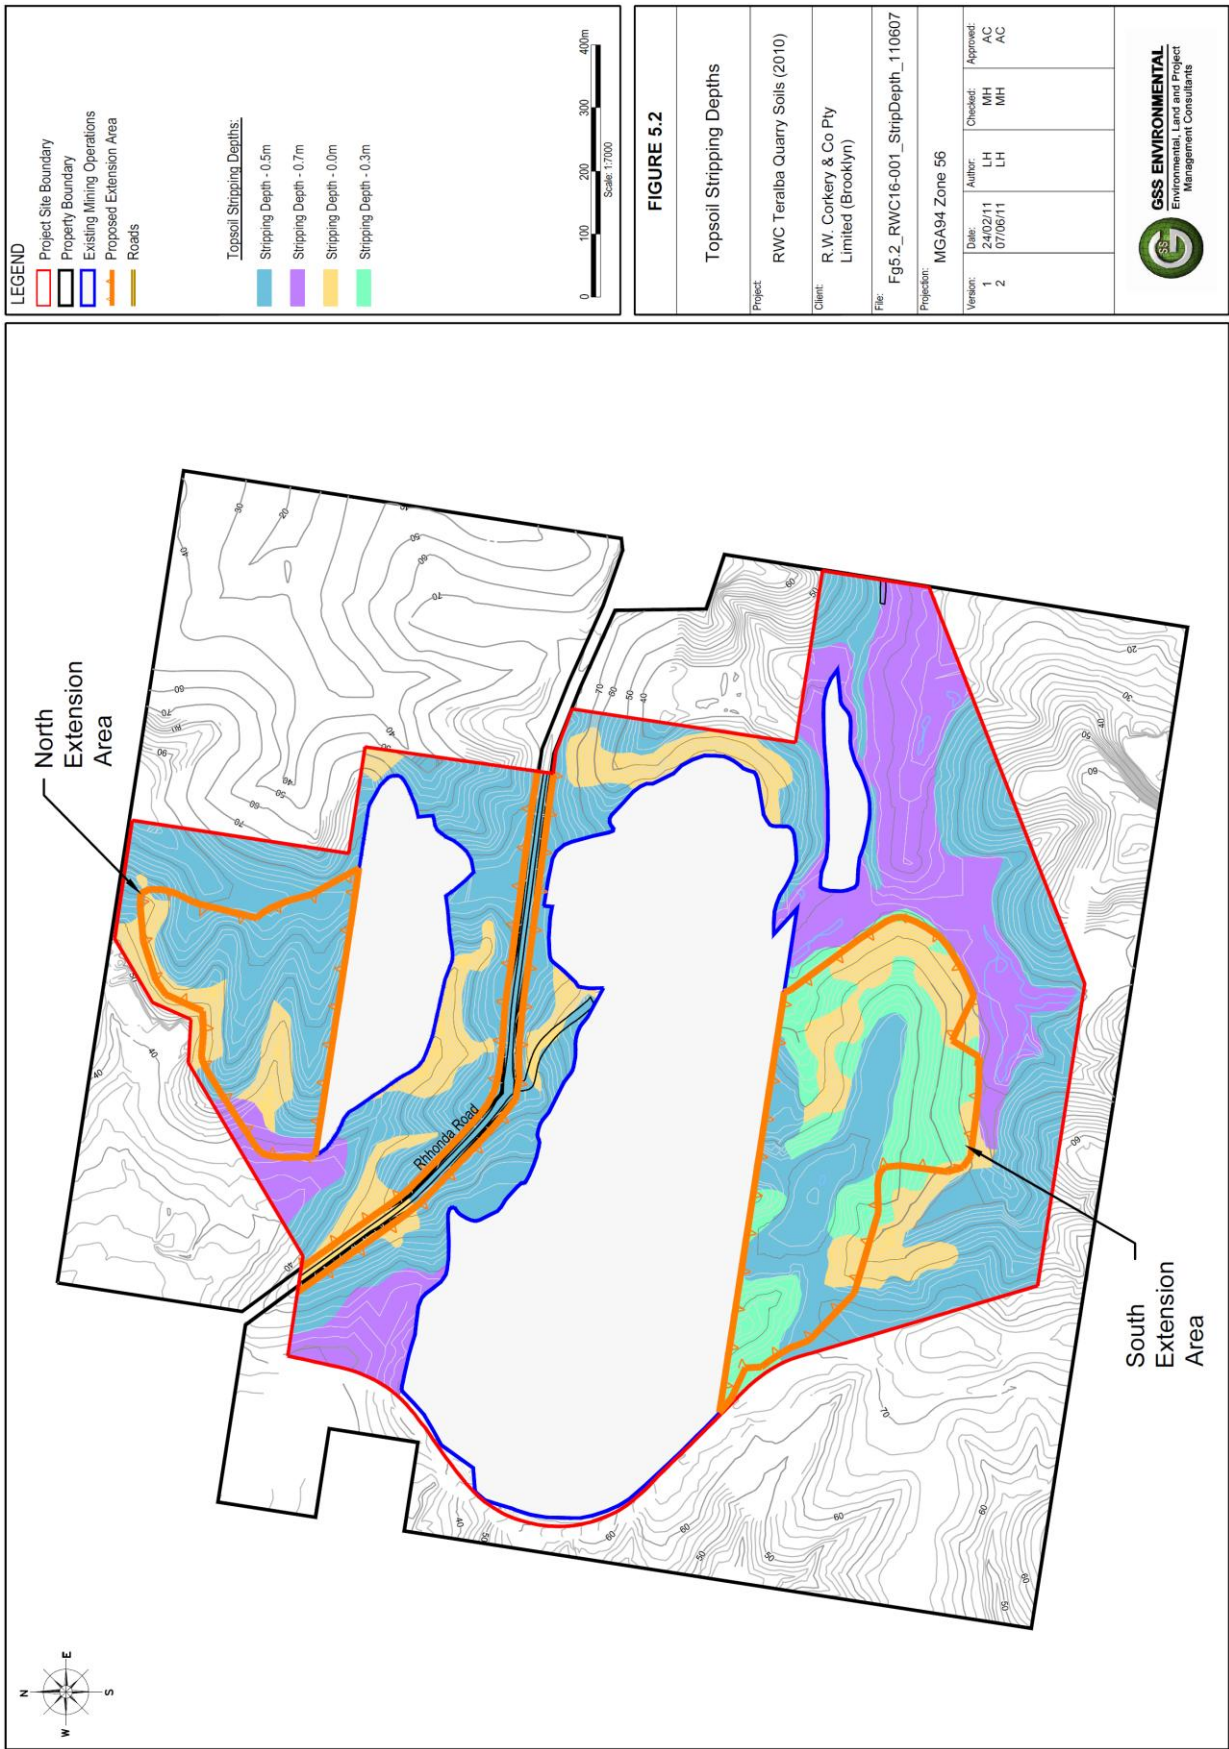 LEGEND
Project Site Boundary
Property Boundary
Existing Mining Operations
Proposed Extension Area
Roads
Topsoil Stripping Depths:
Stripping Depth - 0.5m
Stripping Depth - 0.7m
Stripping Depth - 0.0m
Stripping Depth - 0.3m
0 100 200 300 400m
Scale: 1:7000
FIGURE 5.2
Topsoil Stripping Depths
Project:
RWC Teralba Quarry Soils (2010)
Client:
R.W. Corkery & Co Pty
Limited (Brooklyn)
File:
Fg5.2_RWC16-001_StripDepth_110607
Projection:
MGA94 Zone 56
Version: Date: Author: Checked: Approved:
1 24/02/11 LH MH AC
2 07/06/11 LH MH AC
GSS
GSS ENVIRONMENTAL
Environmental, Land and Project
Management Consultants
N
W E
S
North
Extension
Area
Rhhonda Road
South
Extension
Area